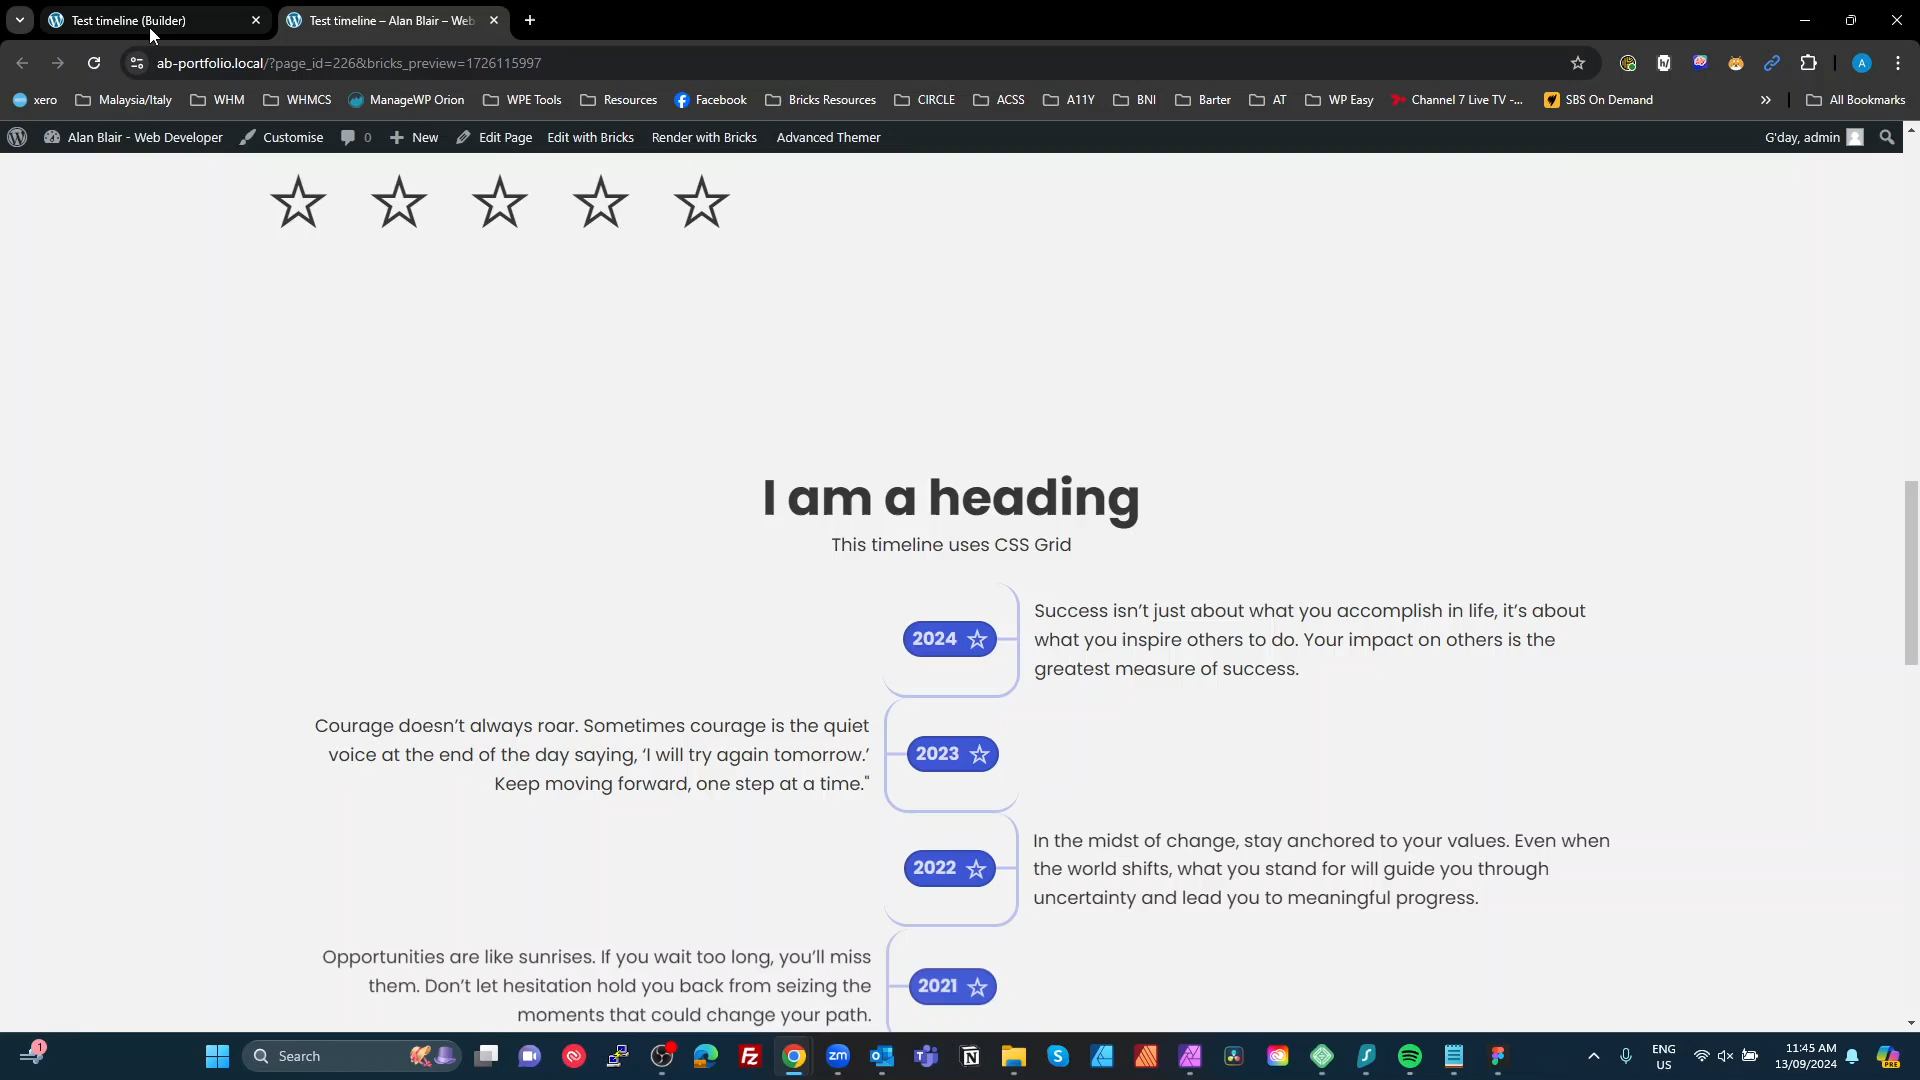 Test timeline (Builder)
Test timeline – Alan Blair – Web
ab-portfolio.local/?page_id=226&bricks_preview=1726115997
xero
Malaysia/Italy
WHM
WHMCS
ManageWP Orion
WPE Tools
Resources
Facebook
Bricks Resources
CIRCLE
ACSS
A11Y
BNI
Barter
AT
WP Easy
Channel 7 Live TV -...
SBS On Demand
All Bookmarks
Alan Blair - Web Developer
Customise
0
New
Edit Page
Edit with Bricks
Render with Bricks
Advanced Themer
G'day, admin
I am a heading
This timeline uses CSS Grid
2024
Success isn’t just about what you accomplish in life, it’s about
what you inspire others to do. Your impact on others is the
greatest measure of success.
Courage doesn’t always roar. Sometimes courage is the quiet
voice at the end of the day saying, ‘I will try again tomorrow.’
Keep moving forward, one step at a time."
2023
2022
In the midst of change, stay anchored to your values. Even when
the world shifts, what you stand for will guide you through
uncertainty and lead you to meaningful progress.
Opportunities are like sunrises. If you wait too long, you’ll miss
them. Don’t let hesitation hold you back from seizing the
moments that could change your path.
2021
1
Search
zm
ENG
US
11:45 AM
13/09/2024
PRE